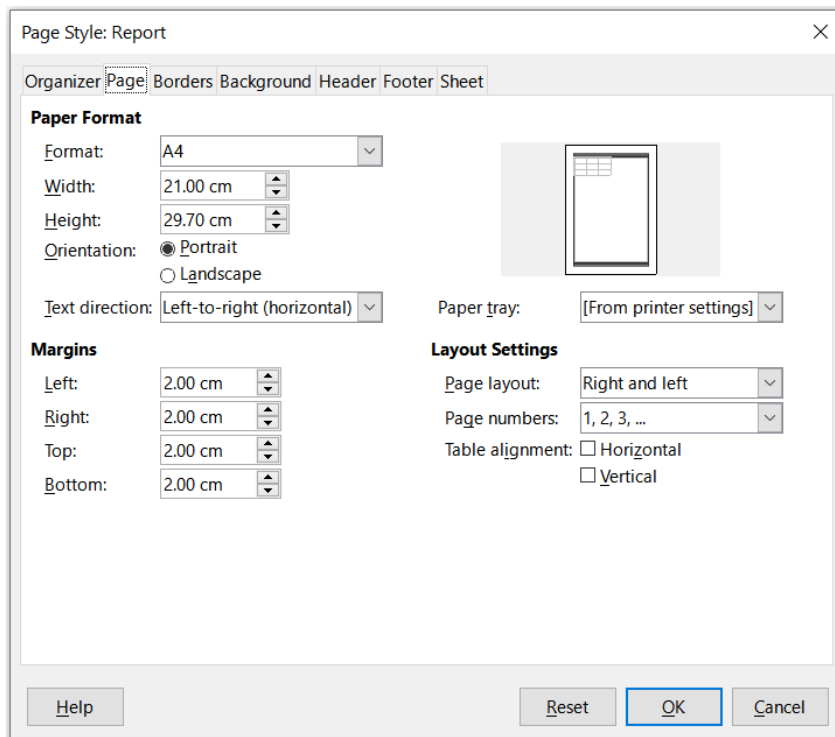 Page Style: Report
Organizer Page Borders Background Header Footer Sheet
Paper Format
Format: A4
Width: 21.00 cm
Height: 29.70 cm
Orientation: Portrait
Landscape
Text direction: Left-to-right (horizontal) Paper tray: [From printer settings]
Margins Layout Settings
Left: 2.00 cm Page layout: Right and left
Right: 2.00 cm Page numbers: 1, 2, 3, ...
Top: 2.00 cm Table alignment: Horizontal
Bottom: 2.00 cm Vertical
Help Reset OK Cancel